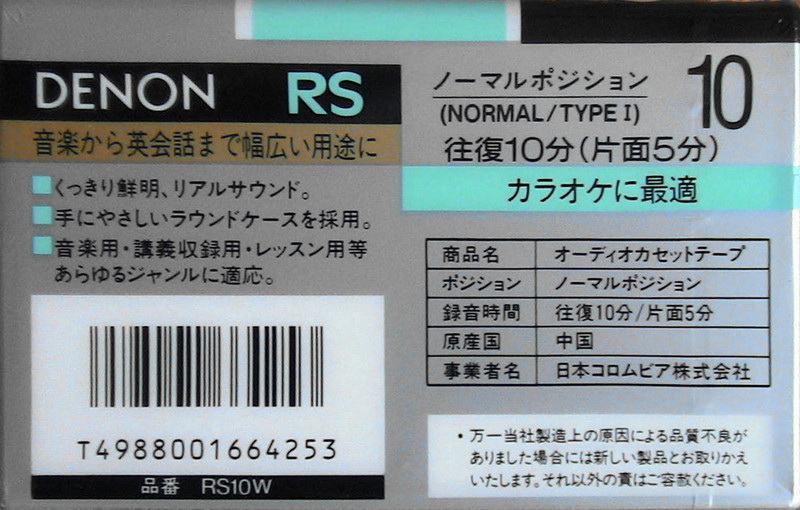 DENON RS
音楽から英会話まで幅広い用途に
くっきり鮮明、リアルサウンド。
手にやさしいラウンドケースを採用。
音楽用・講義収録用・レッスン用等
あらゆるジャンルに適応。
T4988001664253
品番 RS10W
ノーマルポジション
(NORMAL/TYPE I)
10
往復10分(片面5分)
カラオケに最適
商品名 オーディオカセットテープ
ポジション ノーマルポジション
録音時間 往復10分/片面5分
原産国 中国
事業者名 日本コロムビア株式会社
・万一当社製造上の原因による品質不良が
ありました場合には新しい製品とお取りかえ
いたします。それ以外の責はご容赦ください。